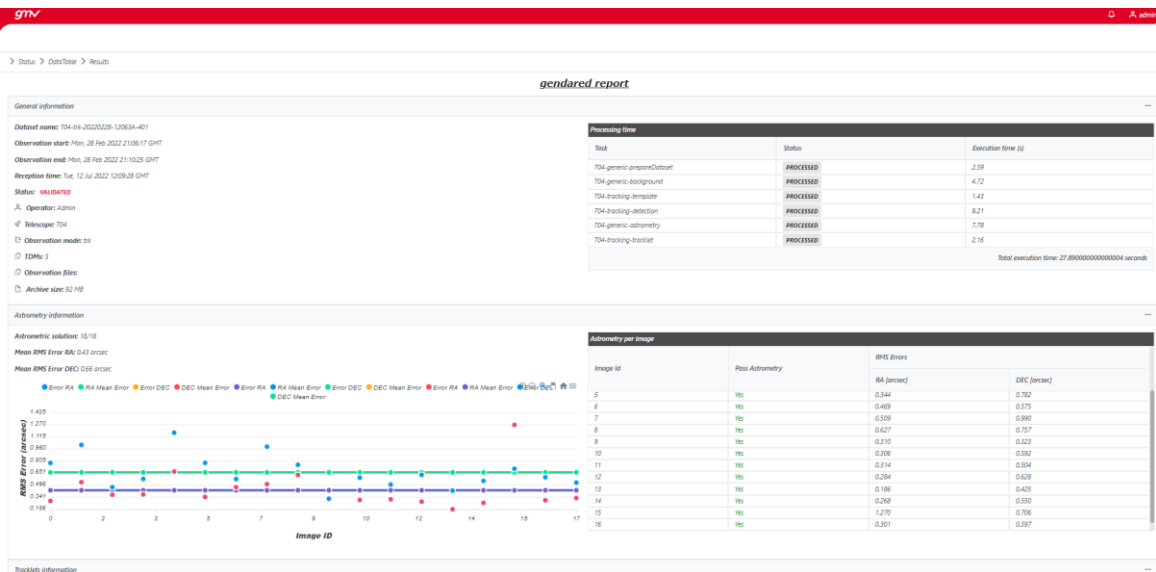 gmv
admin
> Status > DataTable > Results
gendared report
General information
Dataset name: T04-trk-20220228-12063A-401
Observation start: Mon, 28 Feb 2022 21:06:17 GMT
Observation end: Mon, 28 Feb 2022 21:10:25 GMT
Reception time: Tue, 12 Jul 2022 12:09:28 GMT
Status: VALIDATED
Operator: Admin
Telescope: T04
Observation mode: trk
TDMs: 5
Observation files:
Archive size: 92 MB
Processing time
Task Status Execution time (s)
T04-generic-prepareDataset PROCESSED 2.59
T04-generic-background PROCESSED 4.72
T04-tracking-template PROCESSED 1.43
T04-tracking-detection PROCESSED 9.21
T04-generic-astrometry PROCESSED 7.78
T04-tracking-tracklet PROCESSED 2.16
Total execution time: 27.890000000000004 seconds
Astrometry information
Astrometric solution: 18/18
Mean RMS Error RA: 0.43 arcsec
Mean RMS Error DEC: 0.66 arcsec
Error RA RA Mean Error Error DEC DEC Mean Error Error RA RA Mean Error Error DEC DEC Mean Error Error RA RA Mean Error Error DEC
DEC Mean Error
RMS Error (arcsec)
1.425
1.270
1.115
0.960
0.805
0.651
0.496
0.341
0.186
0 2 3 5 7 9 10 12 14 15 17
Image ID
Astrometry per image
Image Id Pass Astrometry RMS Errors
RA [arcsec] DEC [arcsec]
5 Yes 0.344 0.782
6 Yes 0.469 0.575
7 Yes 0.509 0.990
8 Yes 0.627 0.757
9 Yes 0.310 0.323
10 Yes 0.306 0.592
11 Yes 0.314 0.504
12 Yes 0.284 0.628
13 Yes 0.186 0.425
14 Yes 0.268 0.550
15 Yes 1.270 0.706
16 Yes 0.301 0.597
Tracklets information